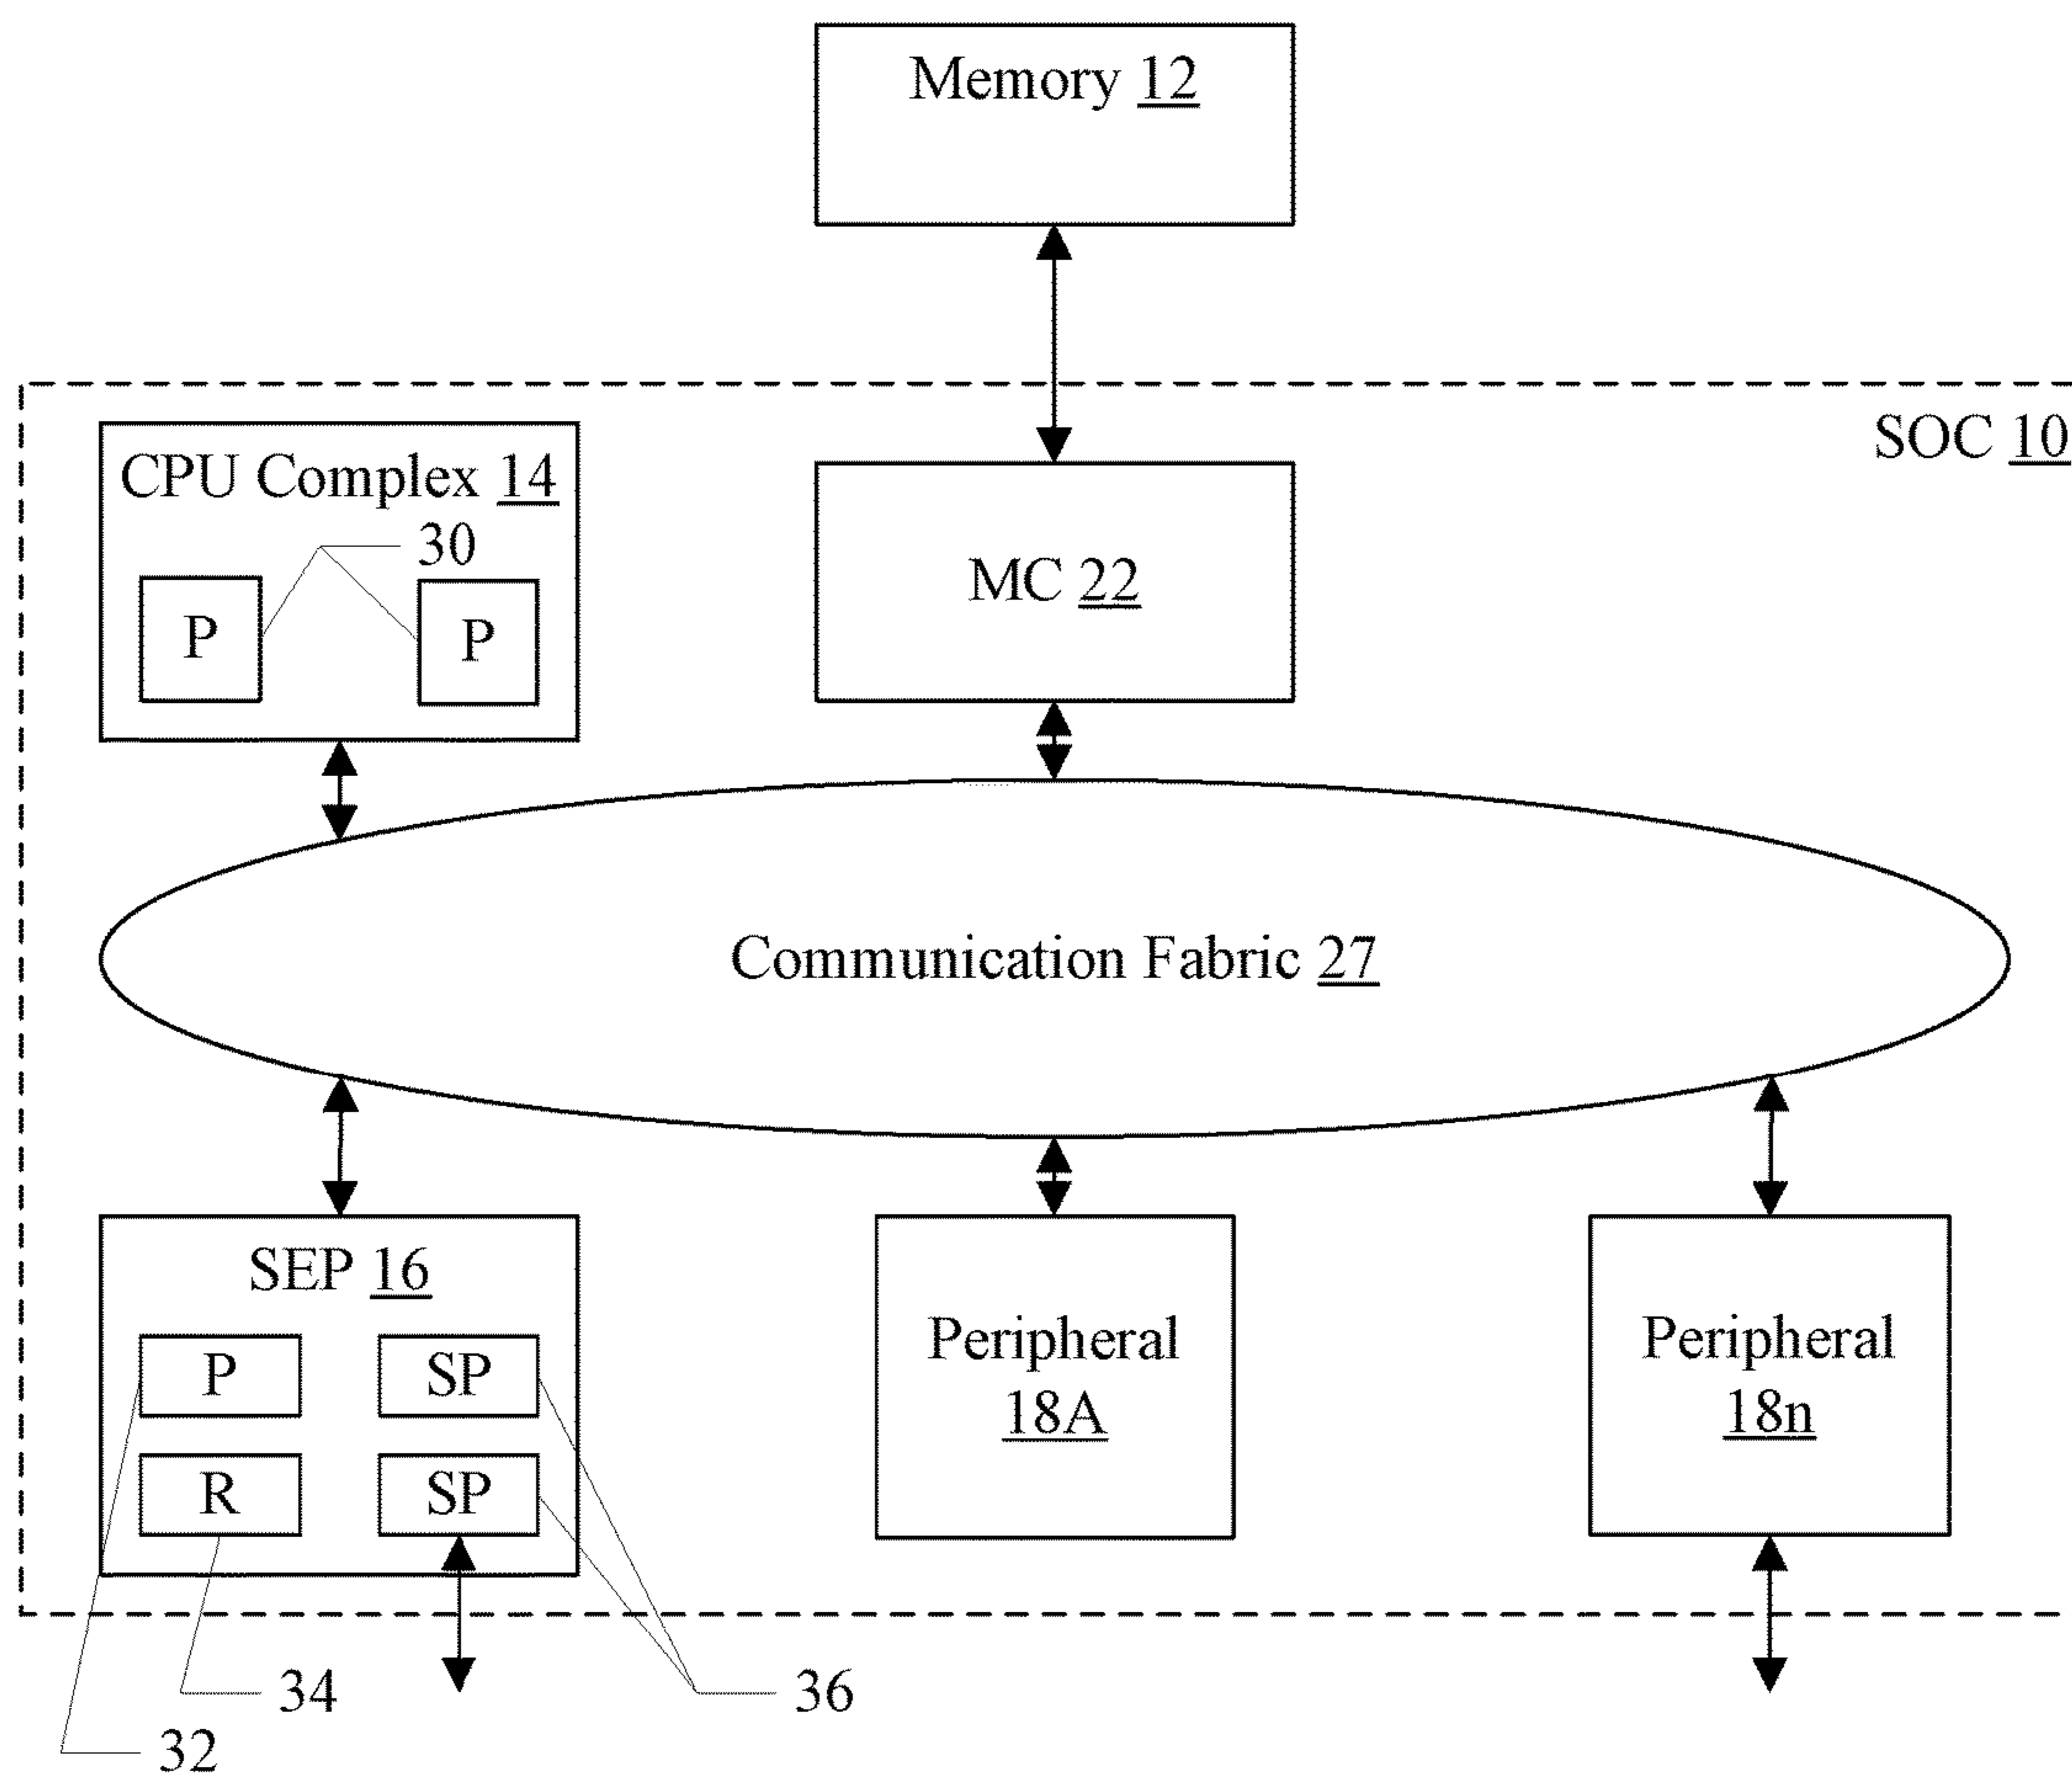 Memory 12
SOC 10
CPU Complex 14
30
P
P
MC 22
Communication Fabric 27
SEP 16
P
SP
R
SP
Peripheral
18A
Peripheral
18n
34
36
32